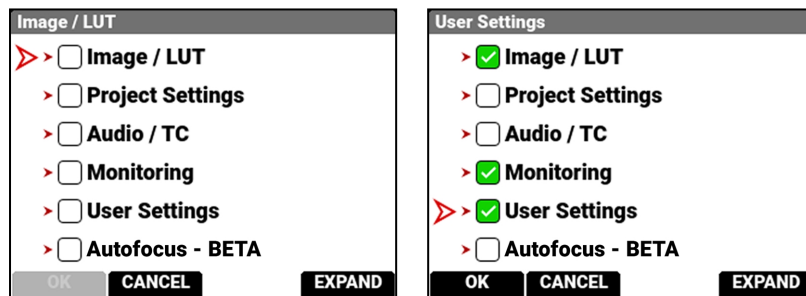 Image / LUT
Image / LUT
Project Settings
Audio / TC
Monitoring
User Settings
Autofocus - BETA
OK CANCEL EXPAND
User Settings
Image / LUT
Project Settings
Audio / TC
Monitoring
User Settings
Autofocus - BETA
OK CANCEL EXPAND